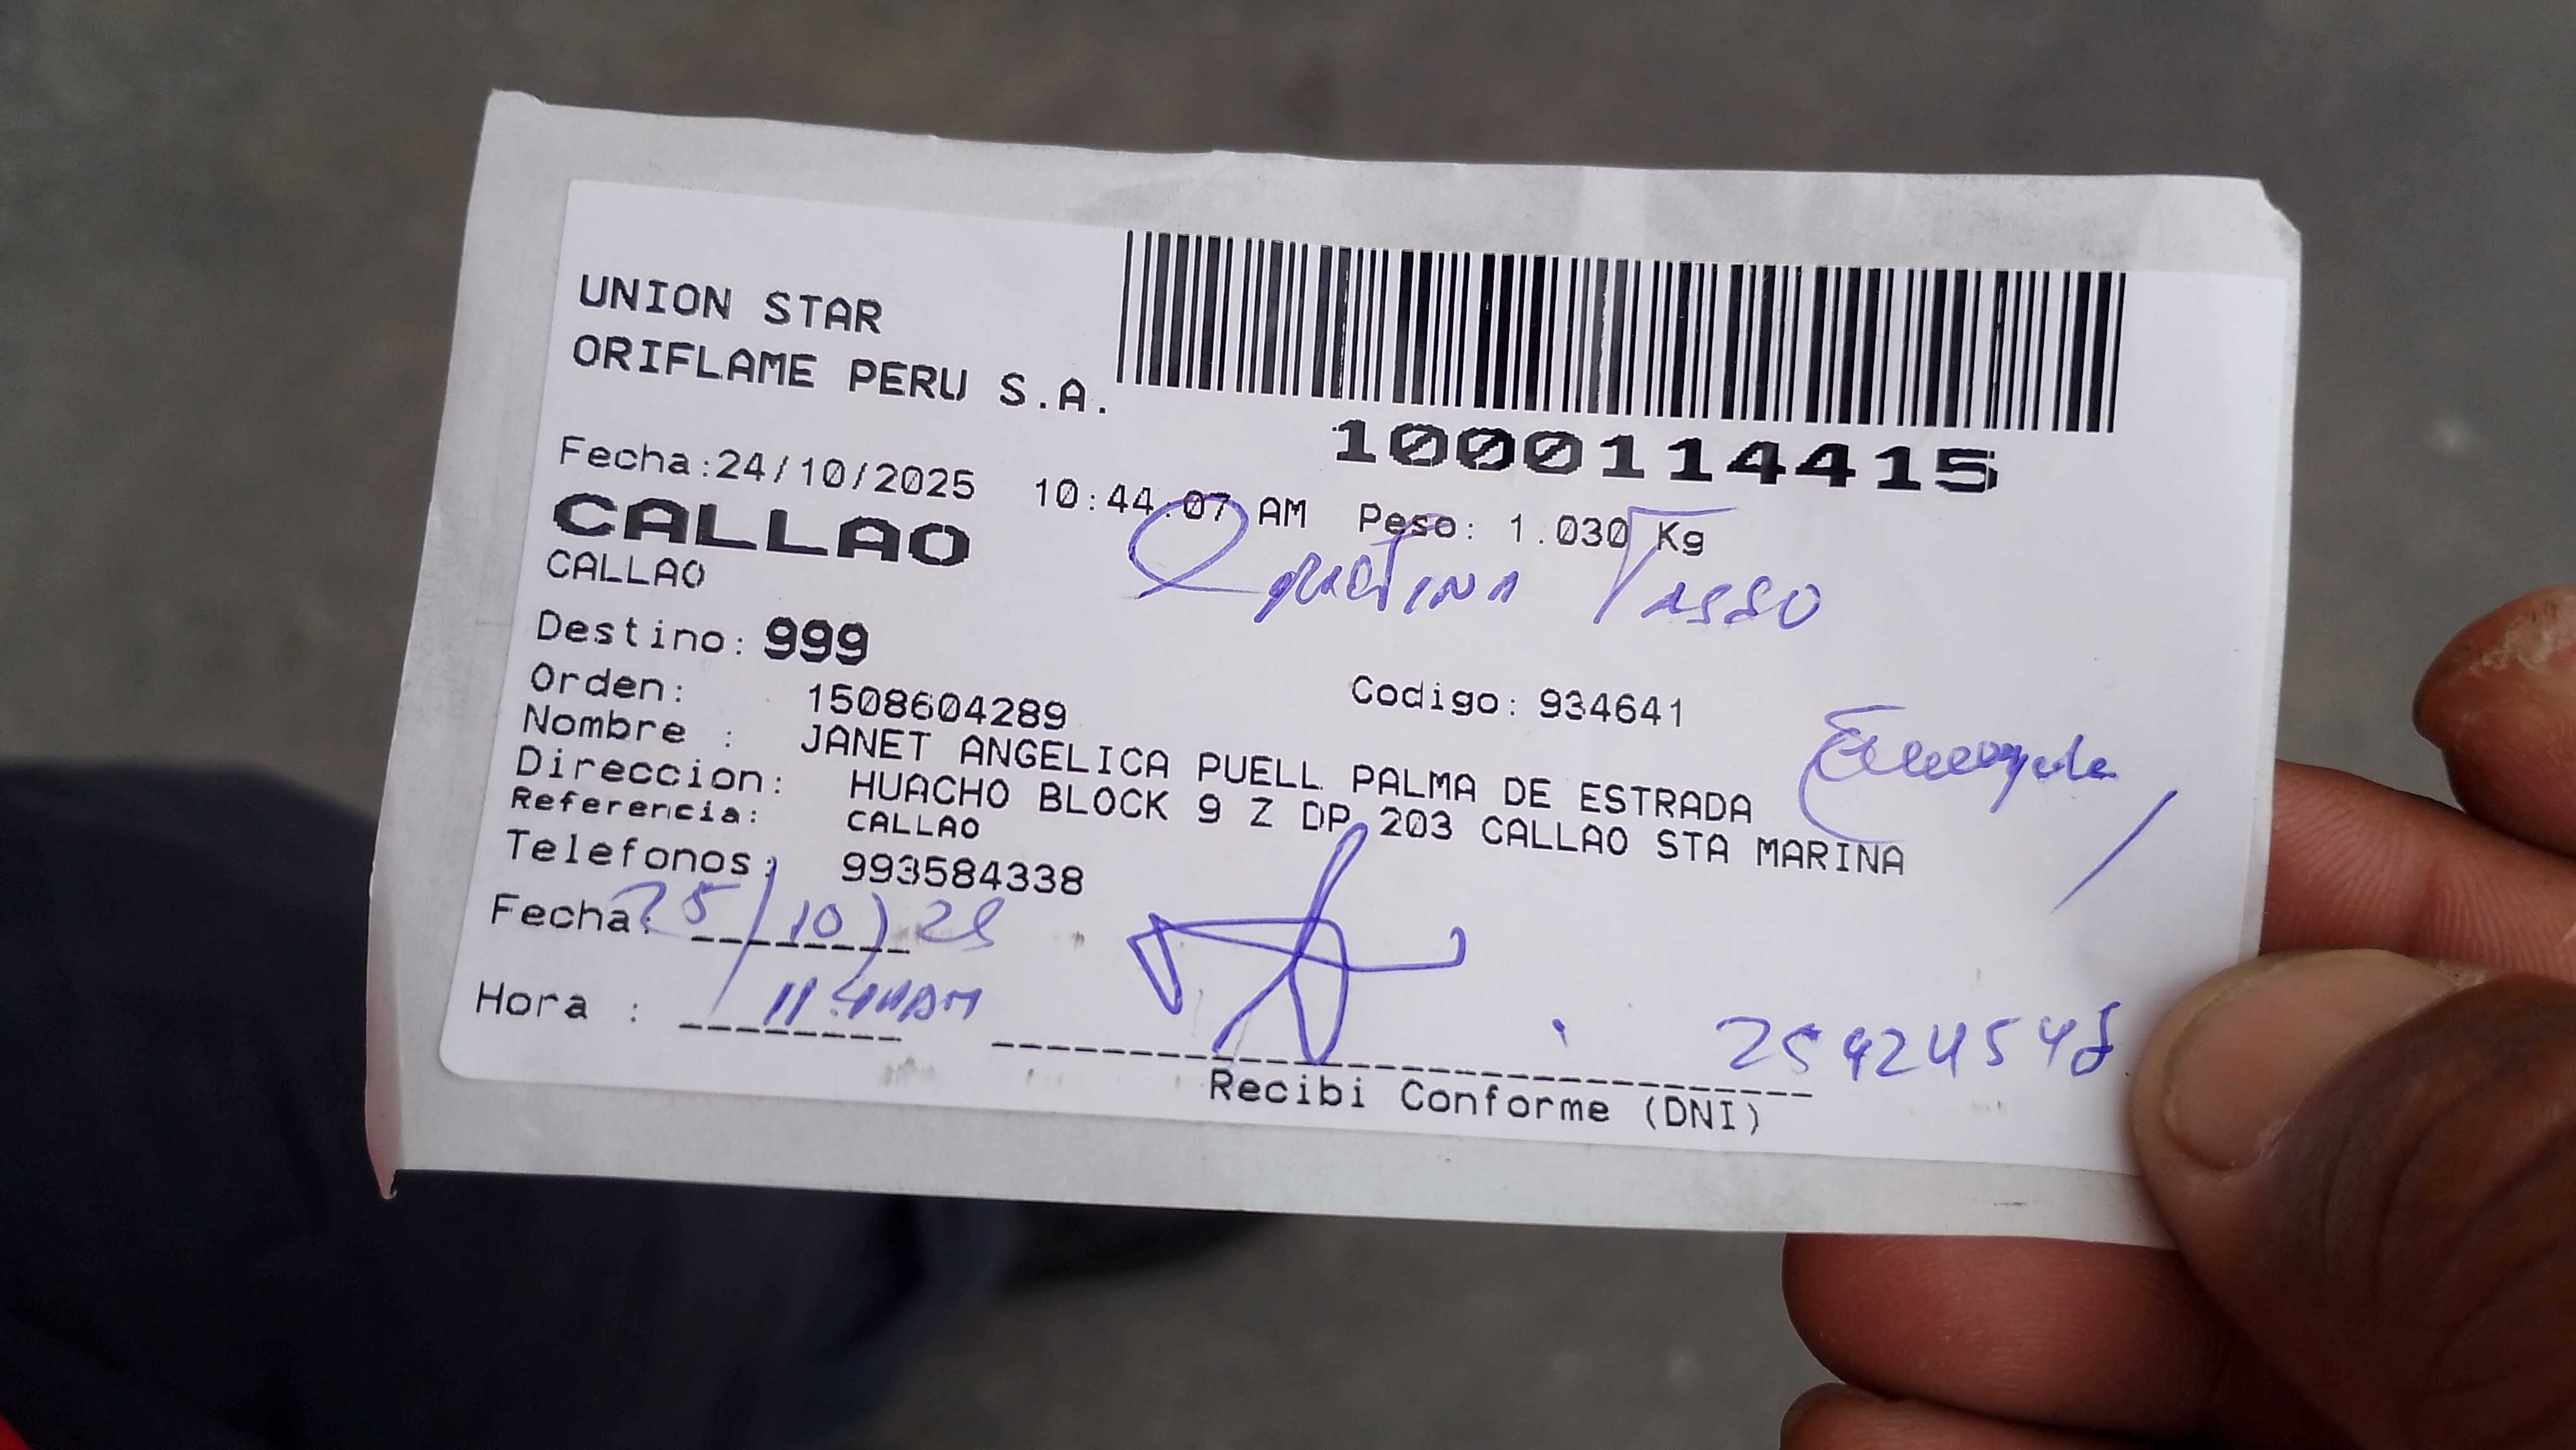 UNION STAR
ORIFLAME PERU S.A.
1000114415
Fecha:24/10/2025 10:44:07 AM Peso: 1.030 Kg
CALLAO
CALLAO
Destino: 999
Orden: 1508604289 Codigo: 934641
Nombre : JANET ANGELICA PUELL PALMA DE ESTRADA
Direccion: HUACHO BLOCK 9 Z DP 203 CALLAO STA MARINA
Referencia: CALLAO
Telefonos: 993584338
Fecha: 25/10/25
Hora : 11:
25424548
Recibi Conforme (DNI)